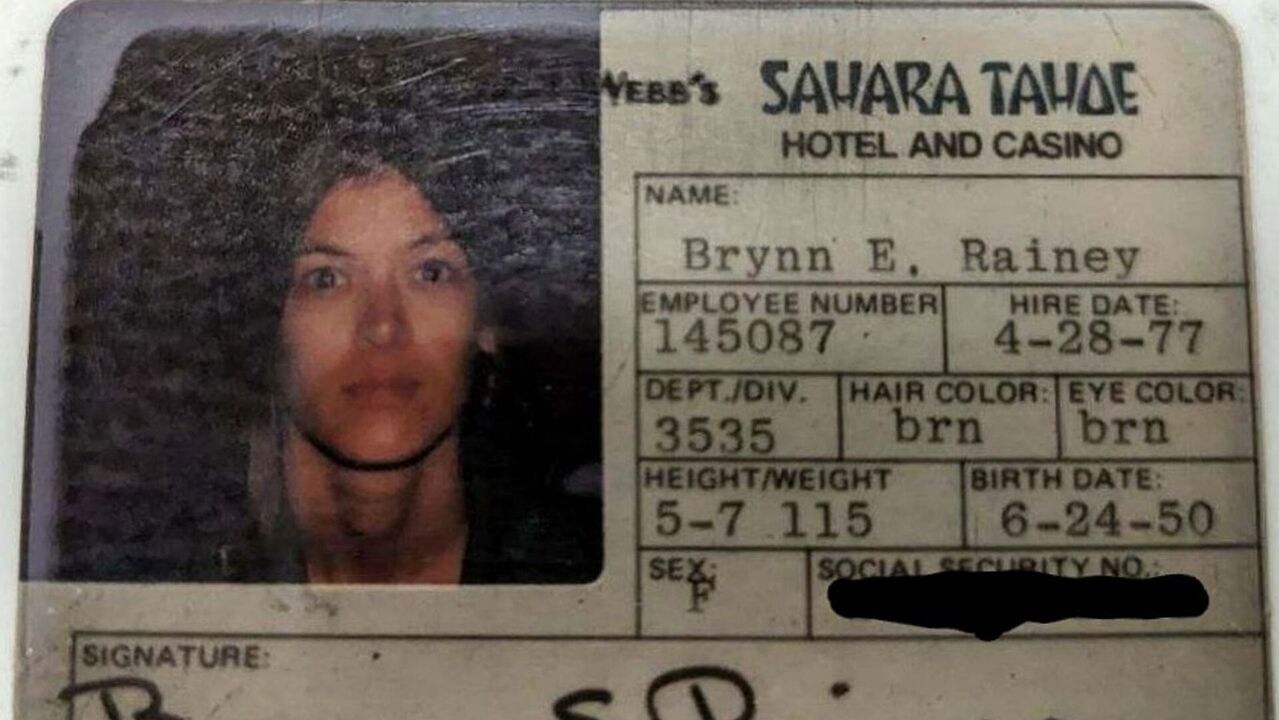 WEBB'S SAHARA TAHOE
HOTEL AND CASINO
NAME:
Brynn E. Rainey
EMPLOYEE NUMBER
145087
HIRE DATE:
4-28-77
DEPT./DIV.
3535
HAIR COLOR:
brn
EYE COLOR:
brn
HEIGHT/WEIGHT
5-7 115
BIRTH DATE:
6-24-50
SEX:
F
SOCIAL SECURITY NO.:
SIGNATURE: